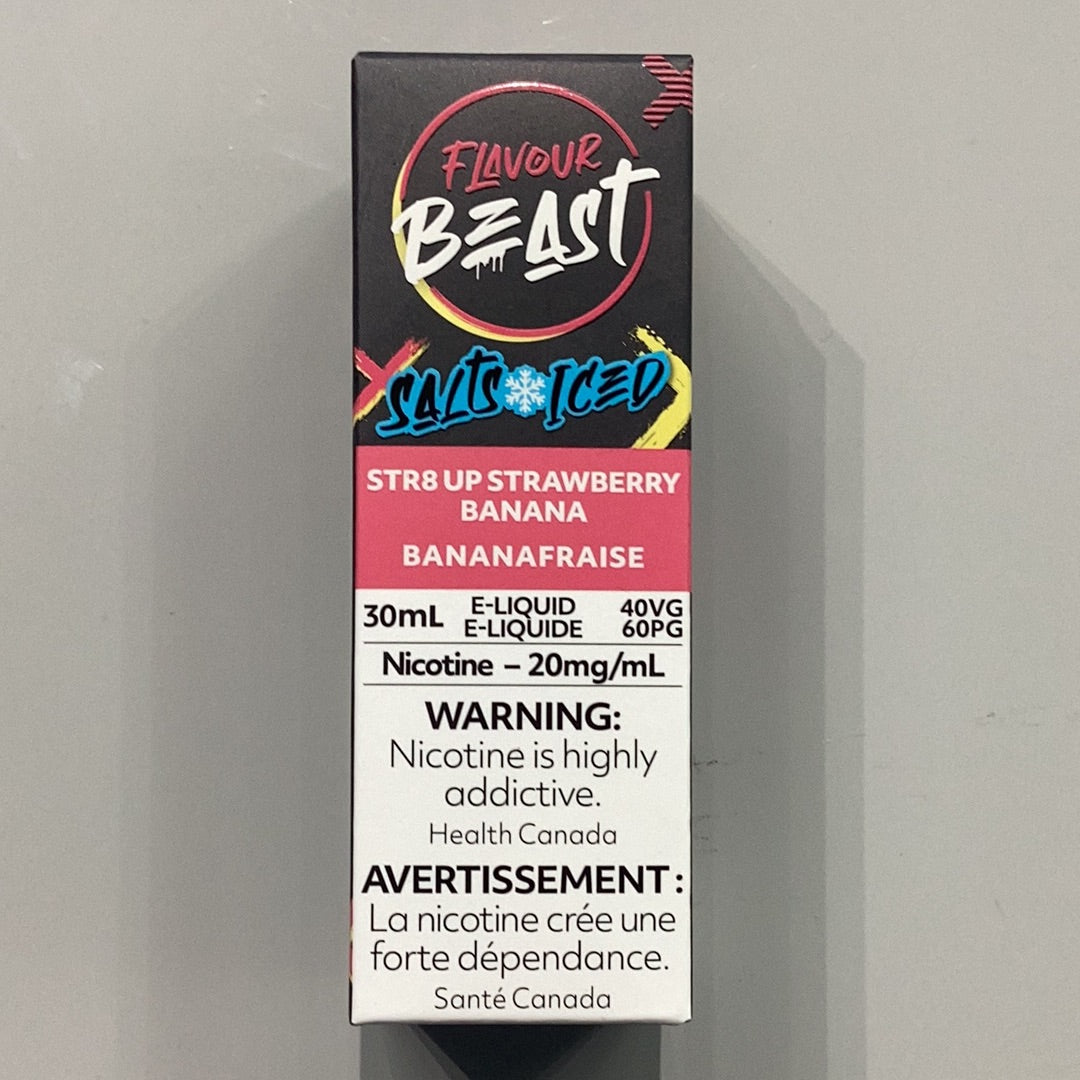 FLAVOUR
BEAST
SALTS ICED
STR8 UP STRAWBERRY
BANANA
BANANAFRAISE
30mL E-LIQUID 40VG
E-LIQUIDE 60PG
Nicotine – 20mg/mL
WARNING:
Nicotine is highly
addictive.
Health Canada
AVERTISSEMENT :
La nicotine crée une
forte dépendance.
Santé Canada